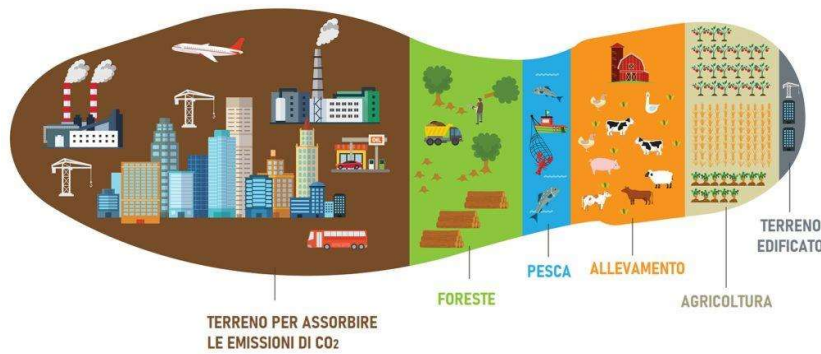 FORESTE
PESCA
ALLEVAMENTO
AGRICOLTURA
TERRENO
EDIFICATO
TERRENO PER ASSORBIRE
LE EMISSIONI DI CO₂